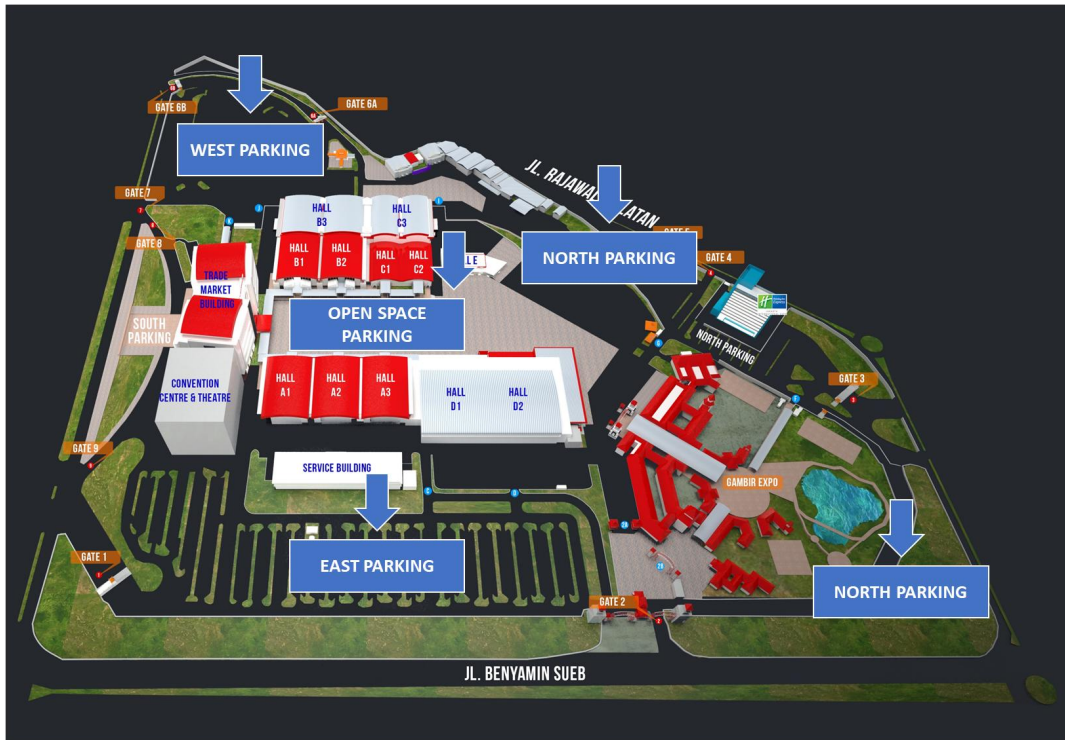 GATE 6B
GATE 6A
WEST PARKING
JL. RAJAWA
LATAN
GATE 7
GATE 8
HALL
B3
HALL
C3
HALL
B1
HALL
B2
HALL
C1
HALL
C2
NORTH PARKING
GATE 4
TRADE
MARKET
BUILDING
SOUTH
PARKING
OPEN SPACE
PARKING
NORTH PARKING
CONVENTION
CENTRE & THEATRE
HALL
A1
HALL
A2
HALL
A3
HALL
D1
HALL
D2
GATE 3
GATE 9
SERVICE BUILDING
GAMBIR EXPO
EAST PARKING
GATE 1
GATE 2
NORTH PARKING
JL. BENYAMIN SUEB